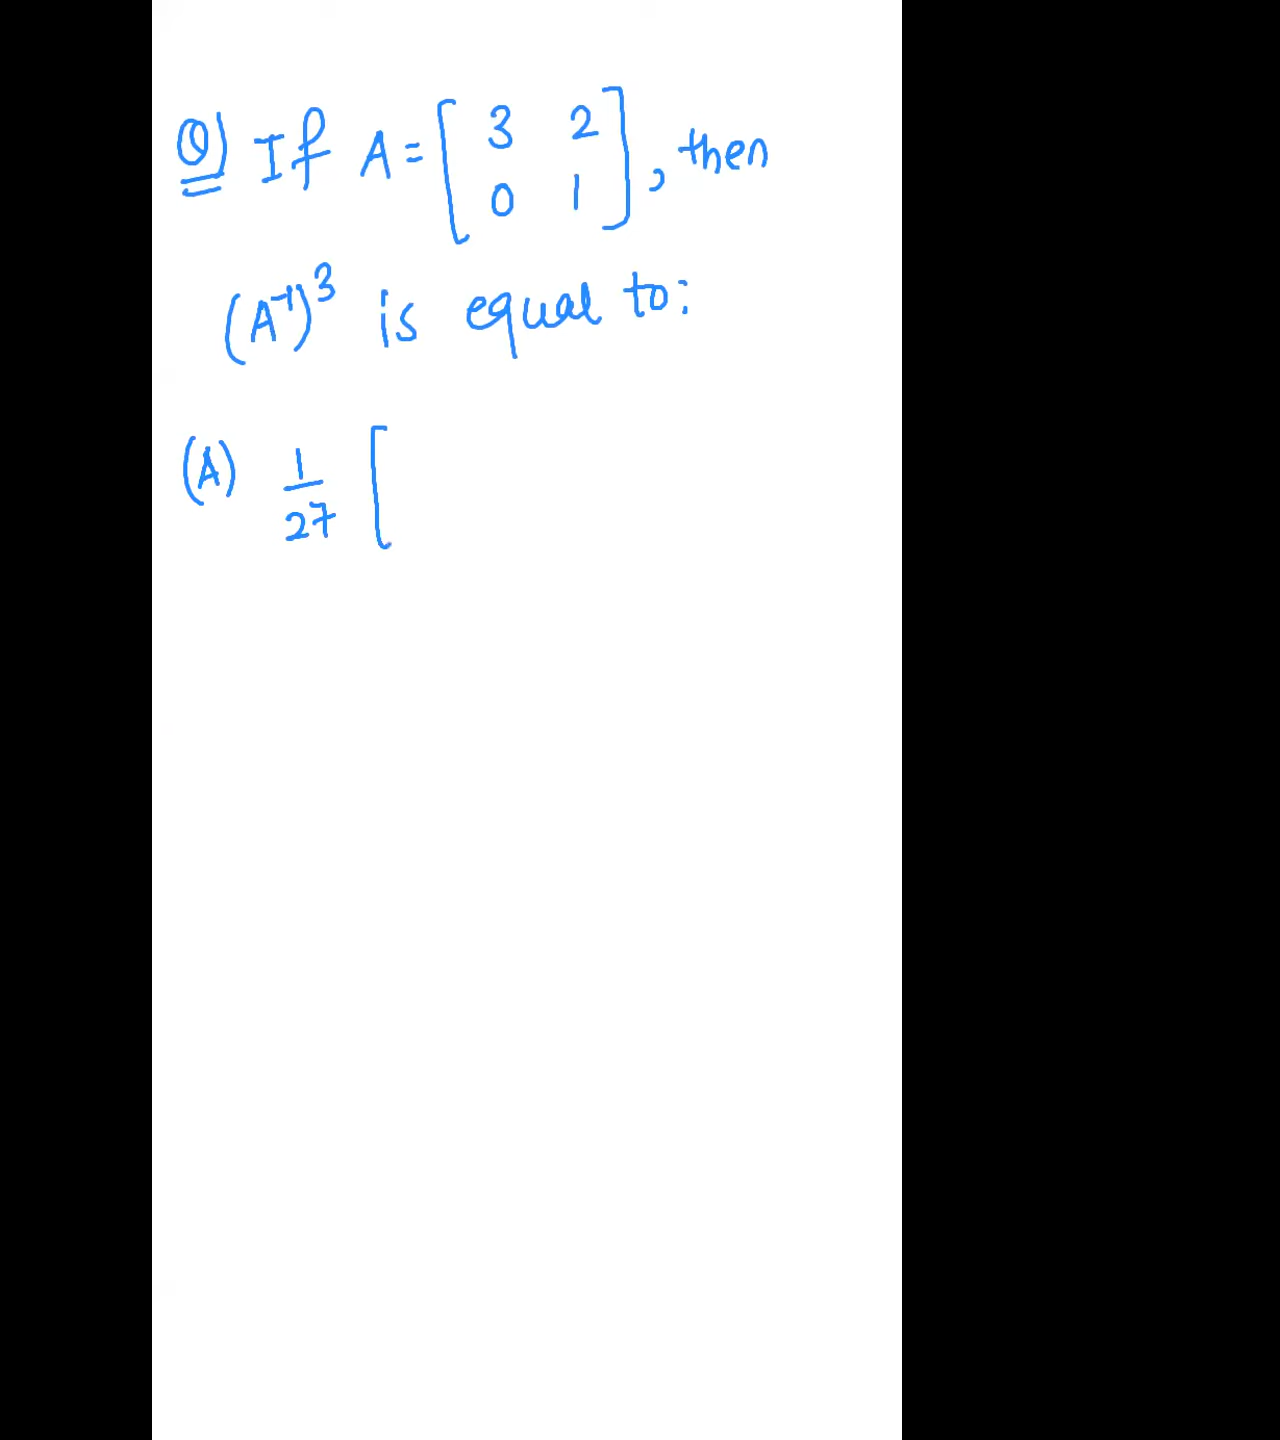 Q) If A = [ 3 2
0 1 ], then
(A⁻¹)³ is equal to:
(A) 1/27 [